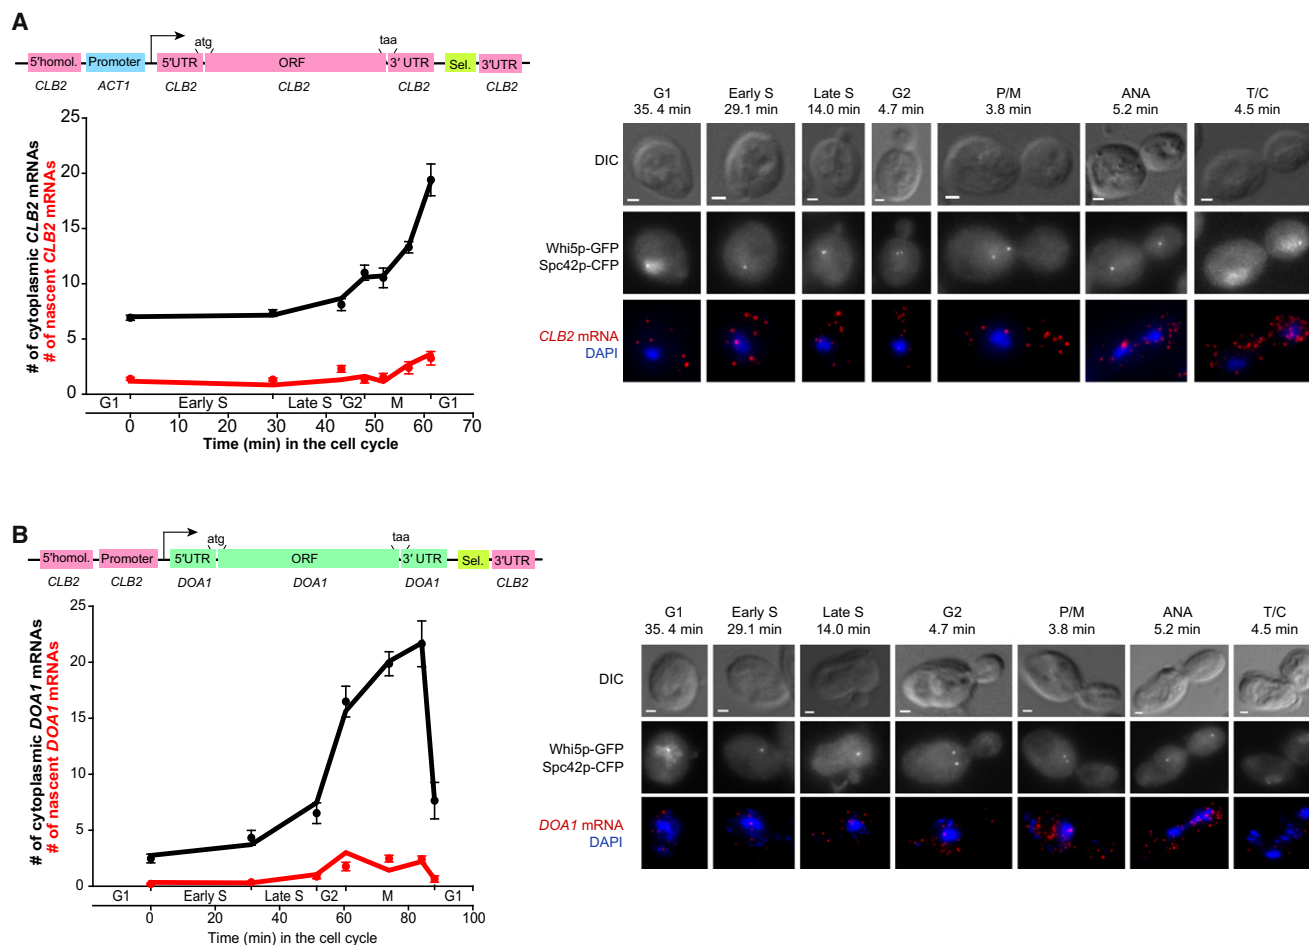 A
atg
taa
5'homol.
Promoter
5'UTR
ORF
3' UTR
Sel.
3'UTR
CLB2
ACT1
CLB2
CLB2
CLB2
CLB2
# of cytoplasmic CLB2 mRNAs
# of nascent CLB2 mRNAs
25
20
15
10
5
0
G1
Early S
Late S
G2
M
G1
0
10
20
30
40
50
60
70
Time (min) in the cell cycle
G1
35. 4 min
Early S
29.1 min
Late S
14.0 min
G2
4.7 min
P/M
3.8 min
ANA
5.2 min
T/C
4.5 min
DIC
Whi5p-GFP
Spc42p-CFP
CLB2 mRNA
DAPI
B
atg
taa
5'homol.
Promoter
5'UTR
ORF
3' UTR
Sel.
3'UTR
CLB2
CLB2
DOA1
DOA1
DOA1
CLB2
# of cytoplasmic DOA1 mRNAs
# of nascent DOA1 mRNAs
25
20
15
10
5
0
G1
Early S
Late S
G2
M
G1
0
20
40
60
80
100
Time (min) in the cell cycle
G1
35. 4 min
Early S
29.1 min
Late S
14.0 min
G2
4.7 min
P/M
3.8 min
ANA
5.2 min
T/C
4.5 min
DIC
Whi5p-GFP
Spc42p-CFP
DOA1 mRNA
DAPI